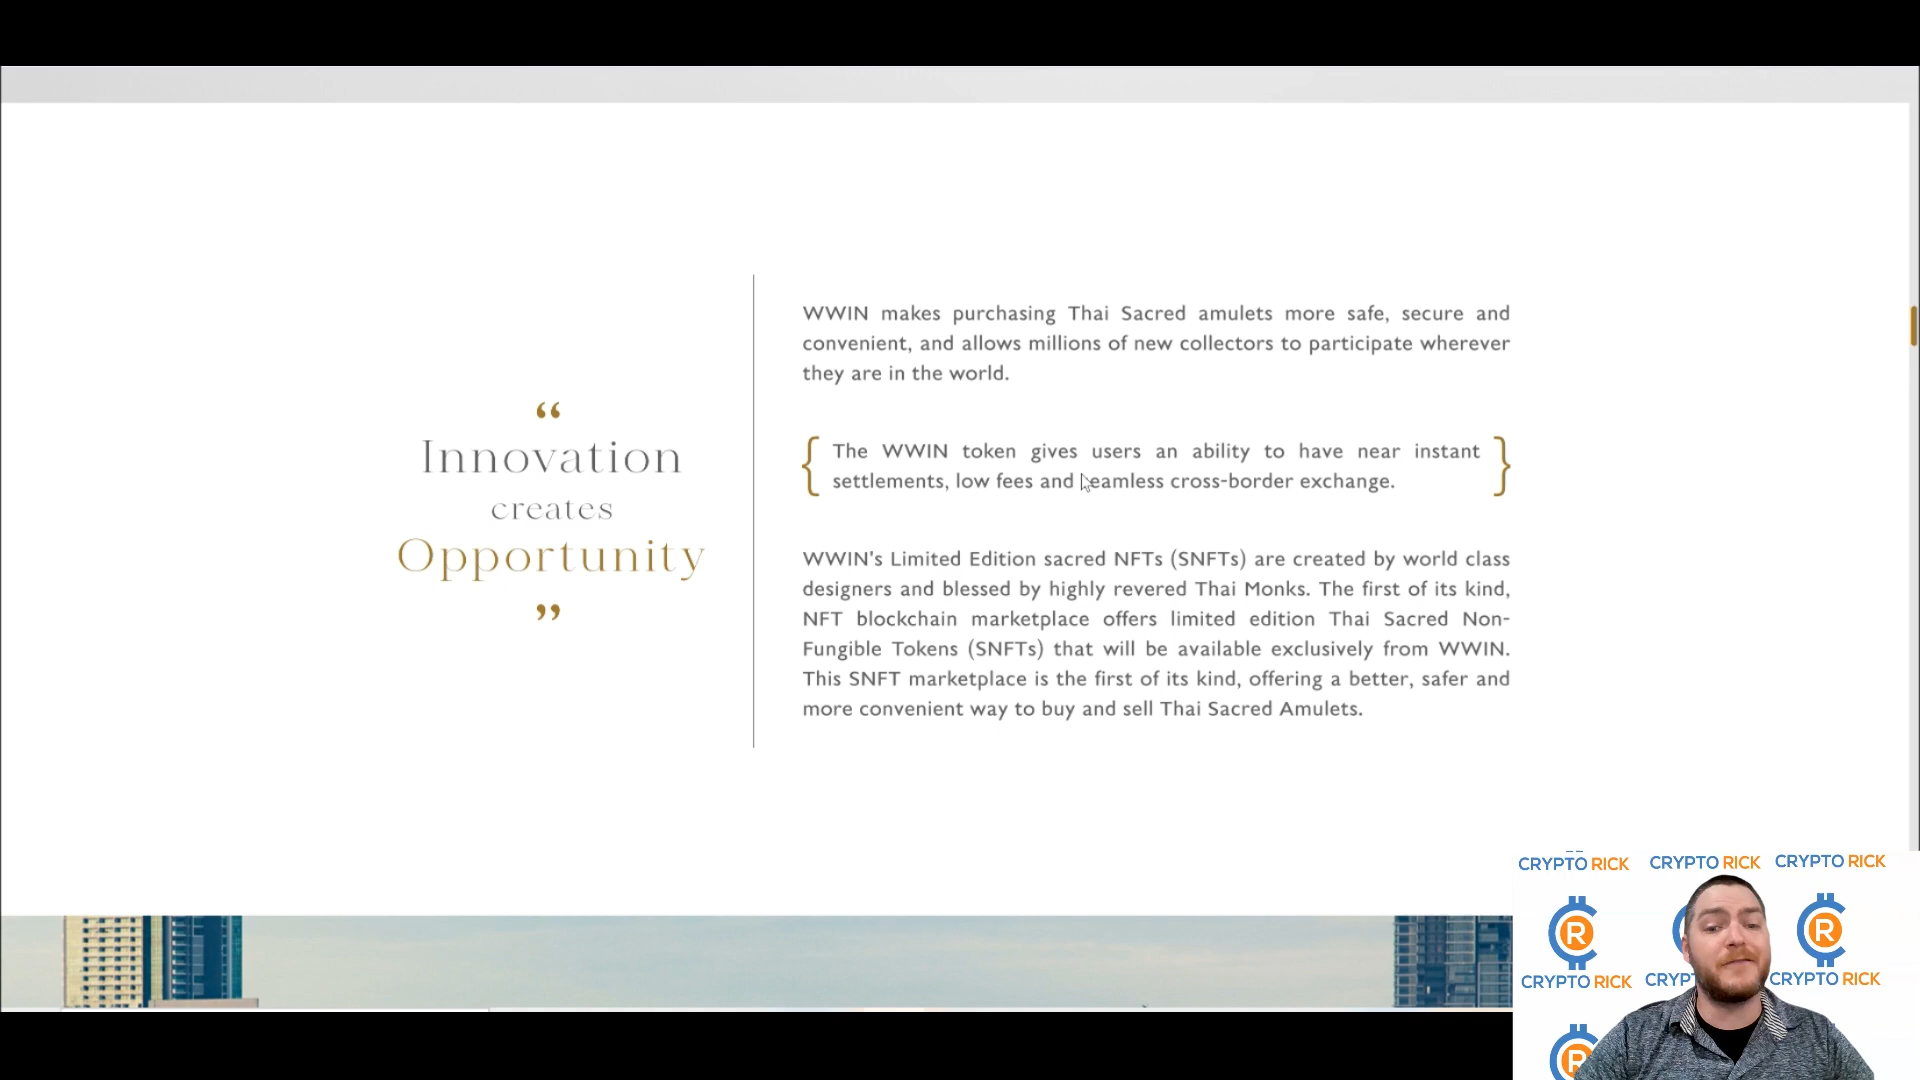 “
Innovation
creates
Opportunity
”
WWIN makes purchasing Thai Sacred amulets more safe, secure and
convenient, and allows millions of new collectors to participate wherever
they are in the world.
{ The WWIN token gives users an ability to have near instant
settlements, low fees and seamless cross-border exchange. }
WWIN's Limited Edition sacred NFTs (SNFTs) are created by world class
designers and blessed by highly revered Thai Monks. The first of its kind,
NFT blockchain marketplace offers limited edition Thai Sacred Non-
Fungible Tokens (SNFTs) that will be available exclusively from WWIN.
This SNFT marketplace is the first of its kind, offering a better, safer and
more convenient way to buy and sell Thai Sacred Amulets.
CRYPTO RICK CRYPTO RICK CRYPTO RICK
R R
CRYPTO RICK CRYPT CRYPTO RICK
R